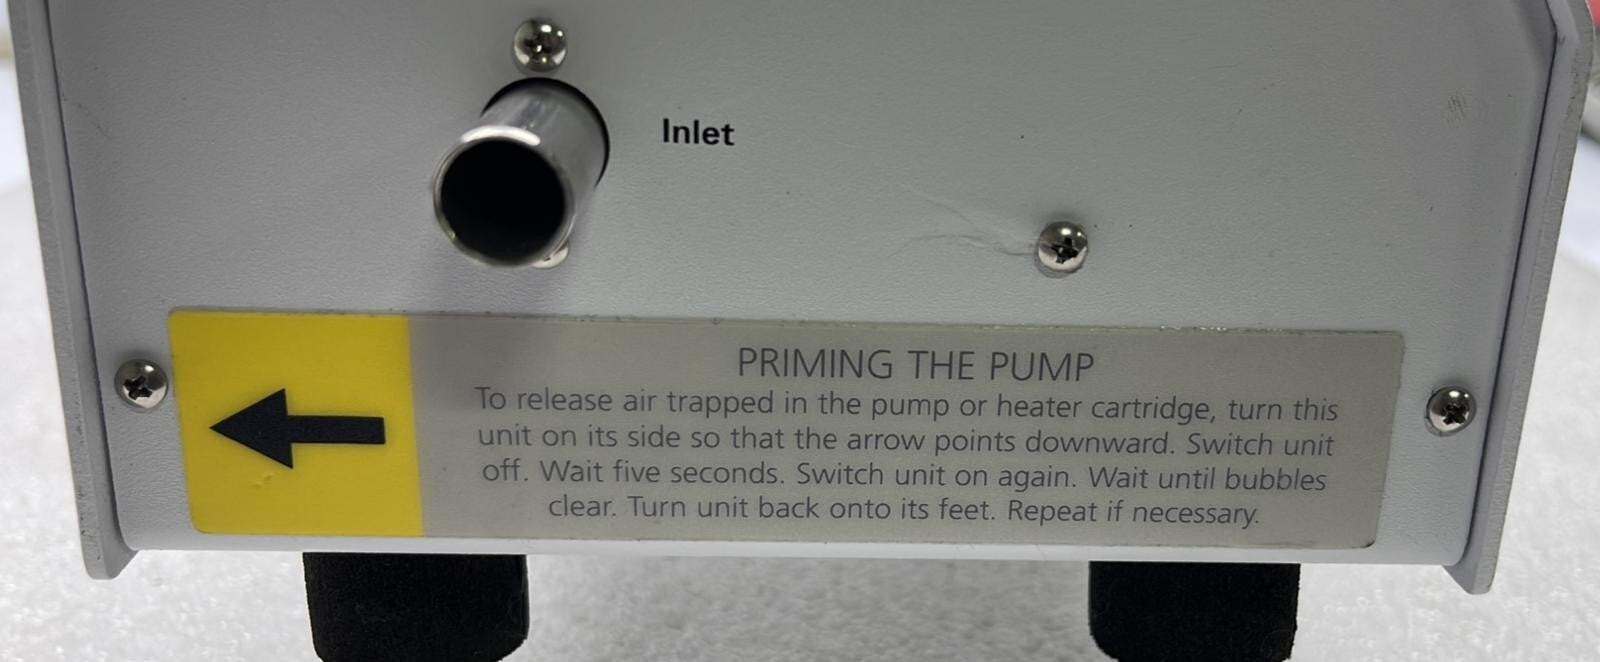 Inlet
PRIMING THE PUMP
To release air trapped in the pump or heater cartridge, turn this
unit on its side so that the arrow points downward. Switch unit
off. Wait five seconds. Switch unit on again. Wait until bubbles
clear. Turn unit back onto its feet. Repeat if necessary.